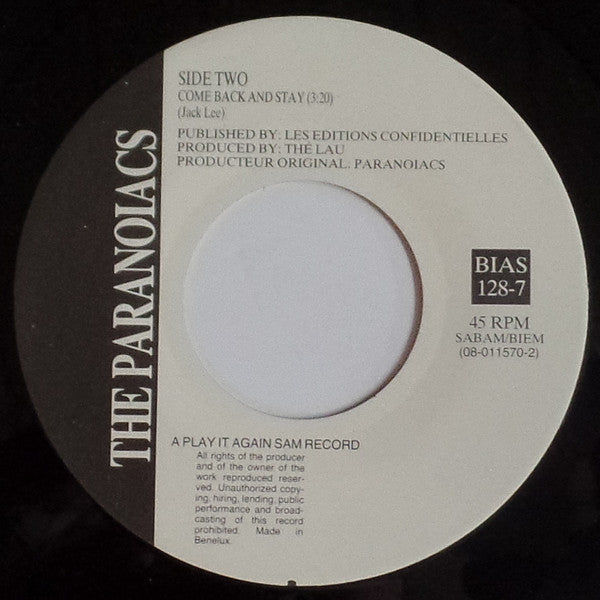 THE PARANOIACS
SIDE TWO
COME BACK AND STAY (3:20)
(Jack Lee)
PUBLISHED BY: LES EDITIONS CONFIDENTIELLES
PRODUCED BY: THÉ LAU
PRODUCTEUR ORIGINAL. PARANOIACS
BIAS
128-7
45 RPM
SABAM/BIEM
(08-011570-2)
A PLAY IT AGAIN SAM RECORD
All rights of the producer
and of the owner of the
work reproduced reser-
ved. Unauthorized copy-
ing, hiring, lending, public
performance and broad-
casting of this record
prohibited. Made in
Benelux.